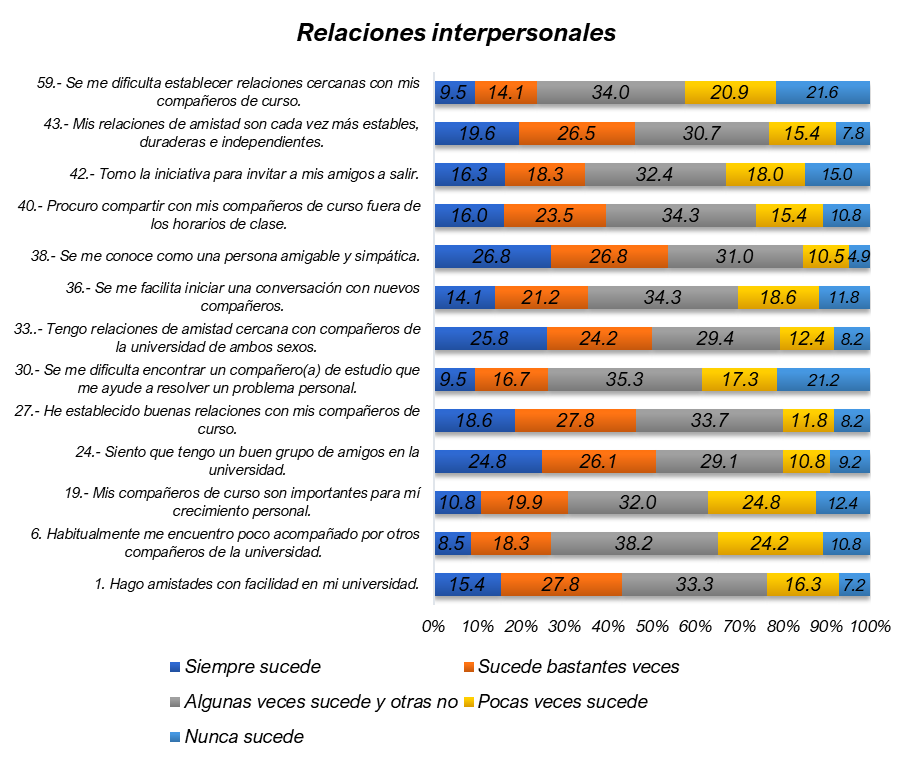 Relaciones interpersonales
59.- Se me dificulta establecer relaciones cercanas con mis
compañeros de curso.
9.5 14.1 34.0 20.9 21.6
43.- Mis relaciones de amistad son cada vez más estables,
duraderas e independientes.
19.6 26.5 30.7 15.4 7.8
42.- Tomo la iniciativa para invitar a mis amigos a salir.
16.3 18.3 32.4 18.0 15.0
40.- Procuro compartir con mis compañeros de curso fuera de
los horarios de clase.
16.0 23.5 34.3 15.4 10.8
38.- Se me conoce como una persona amigable y simpática.
26.8 26.8 31.0 10.5 4.9
36.- Se me facilita iniciar una conversación con nuevos
compañeros.
14.1 21.2 34.3 18.6 11.8
33..- Tengo relaciones de amistad cercana con compañeros de
la universidad de ambos sexos.
25.8 24.2 29.4 12.4 8.2
30.- Se me dificulta encontrar un compañero(a) de estudio que
me ayude a resolver un problema personal.
9.5 16.7 35.3 17.3 21.2
27.- He establecido buenas relaciones con mis compañeros de
curso.
18.6 27.8 33.7 11.8 8.2
24.- Siento que tengo un buen grupo de amigos en la
universidad.
24.8 26.1 29.1 10.8 9.2
19.- Mis compañeros de curso son importantes para mí
crecimiento personal.
10.8 19.9 32.0 24.8 12.4
6. Habitualmente me encuentro poco acompañado por otros
compañeros de la universidad.
8.5 18.3 38.2 24.2 10.8
1. Hago amistades con facilidad en mi universidad.
15.4 27.8 33.3 16.3 7.2
0% 10% 20% 30% 40% 50% 60% 70% 80% 90% 100%
Siempre sucede Sucede bastantes veces
Algunas veces sucede y otras no Pocas veces sucede
Nunca sucede